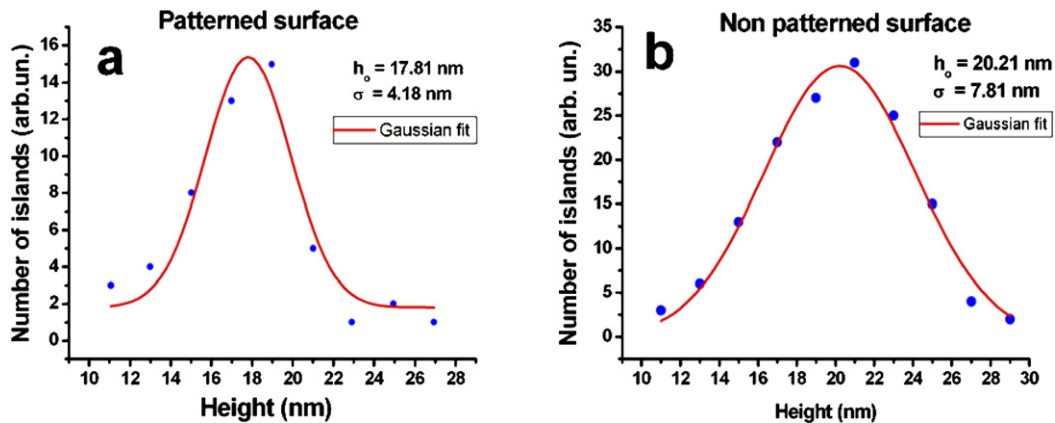 Patterned surface
a
h₀ = 17.81 nm
σ = 4.18 nm
Gaussian fit
Number of islands (arb.un.)
16
14
12
10
8
6
4
2
0
10 12 14 16 18 20 22 24 26 28
Height (nm)
Non patterned surface
b
h₀ = 20.21 nm
σ = 7.81 nm
Gaussian fit
Number of islands (arb. un.)
35
30
25
20
15
10
5
0
10 12 14 16 18 20 22 24 26 28 30
Height (nm)